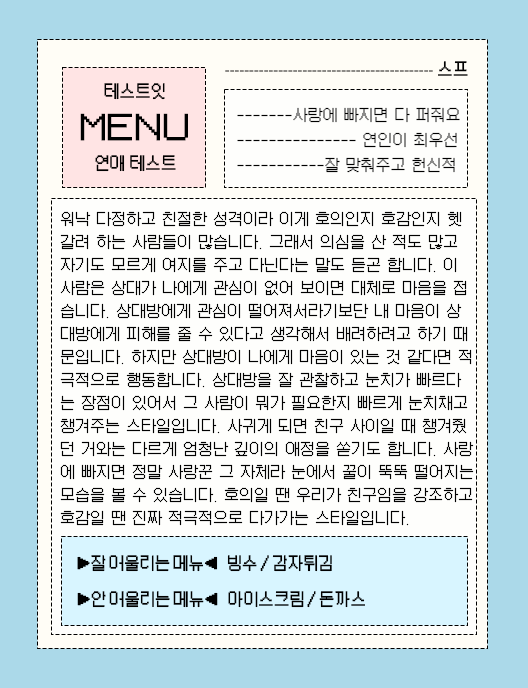 테스트잇
MENU
연애 테스트
스프
-------사랑에 빠지면 다 퍼줘요
--------------- 연인이 최우선
-----------잘 맞춰주고 헌신적
워낙 다정하고 친절한 성격이라 이게 호의인지 호감인지 헷
갈려 하는 사람들이 많습니다. 그래서 의심을 산 적도 많고
자기도 모르게 여지를 주고 다닌다는 말도 듣곤 합니다. 이
사람은 상대가 나에게 관심이 없어 보이면 대체로 마음을 접
습니다. 상대방에게 관심이 떨어져서라기보단 내 마음이 상
대방에게 피해를 줄 수 있다고 생각해서 배려하려고 하기 때
문입니다. 하지만 상대방이 나에게 마음이 있는 것 같다면 적
극적으로 행동합니다. 상대방을 잘 관찰하고 눈치가 빠르다
는 장점이 있어서 그 사람이 뭐가 필요한지 빠르게 눈치채고
챙겨주는 스타일입니다. 사귀게 되면 친구 사이일 때 챙겨줬
던 거와는 다르게 엄청난 깊이의 애정을 쏟기도 합니다. 사랑
에 빠지면 정말 사랑꾼 그 자체라 눈에서 꿀이 뚝뚝 떨어지는
모습을 볼 수 있습니다. 호의일 땐 우리가 친구임을 강조하고
호감일 땐 진짜 적극적으로 다가가는 스타일입니다.
▶잘 어울리는 메뉴◀ 빙수 / 감자튀김
▶안 어울리는 메뉴◀ 아이스크림 / 돈까스